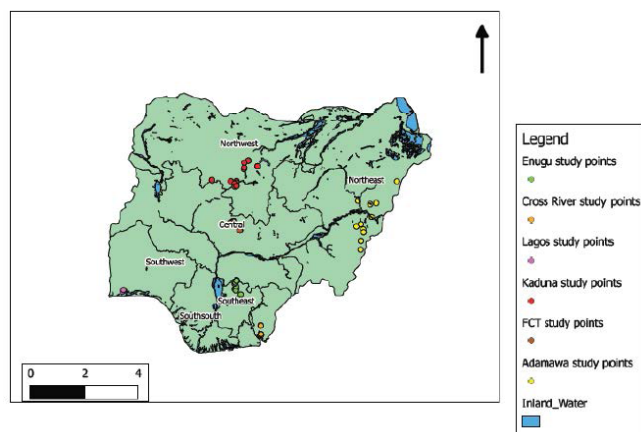 Northwest
Northeast
Central
Southwest
Southeast
Southsouth
0 2 4
Legend
Enugu study points
Cross River study points
Lagos study points
Kaduna study points
FCT study points
Adamawa study points
Inland_Water